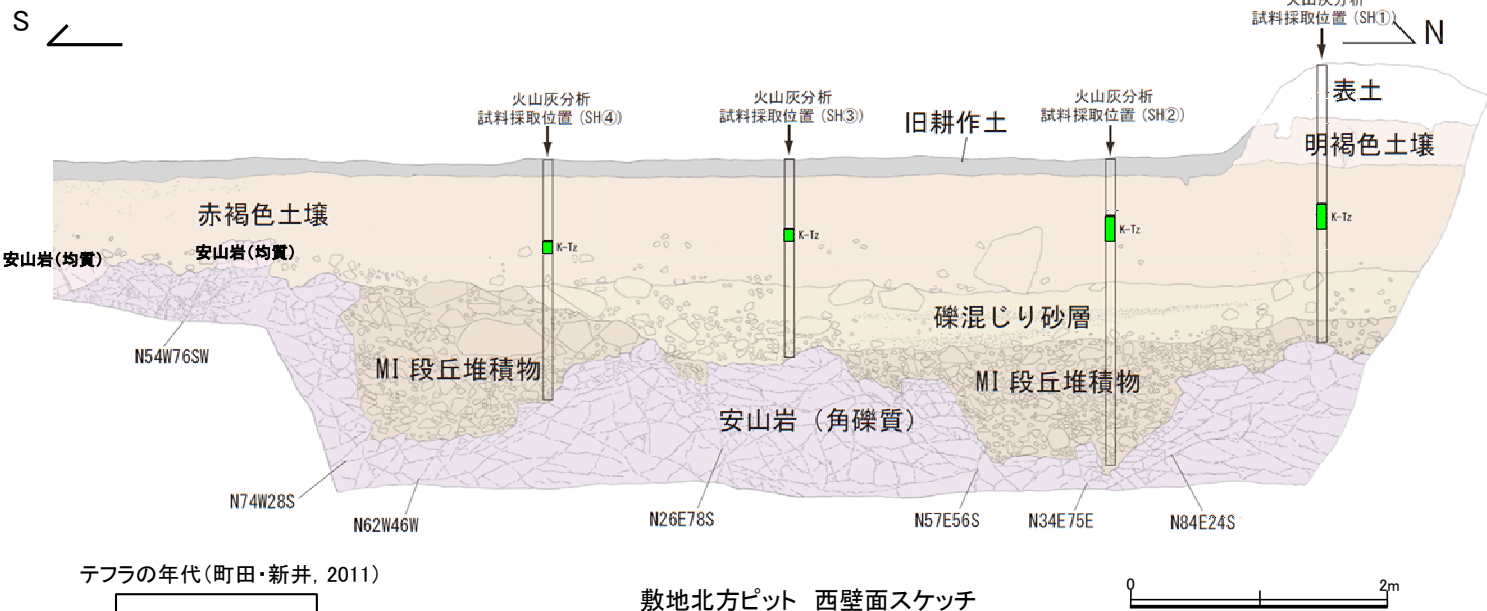 S
N
火山灰分析
試料採取位置 (SH①)
表土
明褐色土壌
火山灰分析
試料採取位置 (SH④)
火山灰分析
試料採取位置 (SH③)
旧耕作土
火山灰分析
試料採取位置 (SH②)
赤褐色土壌
安山岩(均質)
安山岩(均質)
K-Tz
K-Tz
K-Tz
K-Tz
礫混じり砂層
N54W76SW
MⅠ段丘堆積物
MⅠ段丘堆積物
安山岩（角礫質）
N74W28S
N62W46W
N26E78S
N57E56S
N34E75E
N84E24S
テフラの年代(町田・新井, 2011)
敷地北方ピット 西壁面スケッチ
0
2m